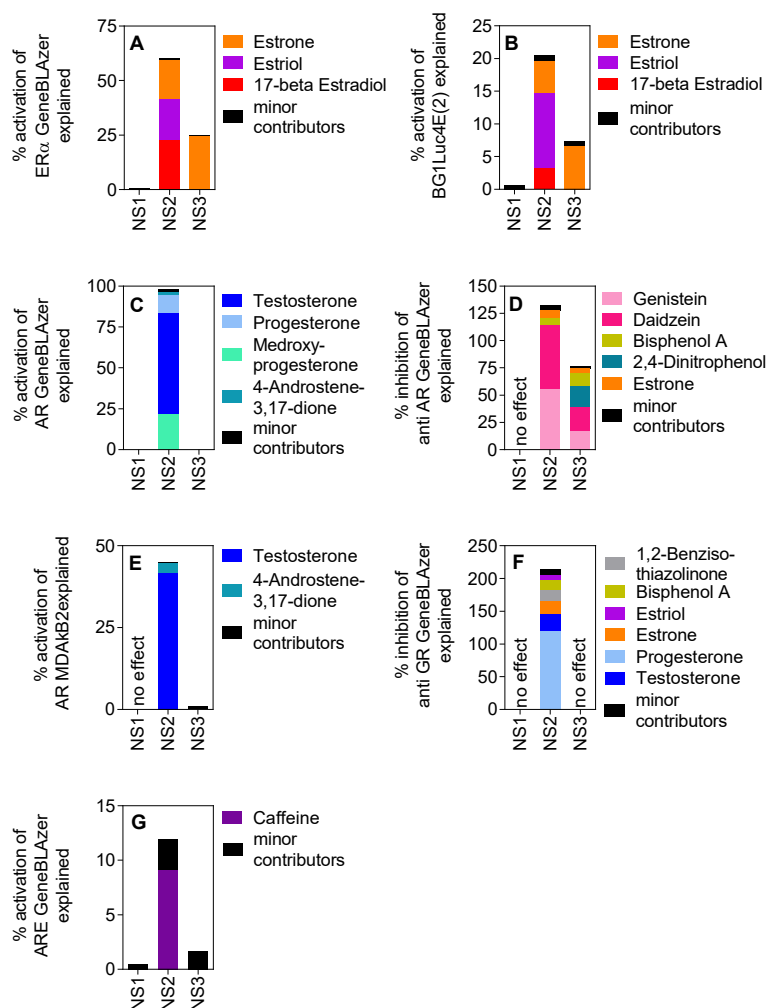 % activation of
ERα GeneBLAzer
explained
75
50
25
0
A
NS1
NS2
NS3
Estrone
Estriol
17-beta Estradiol
minor
contributors
% activation of
BG1Luc4E(2) explained
25
20
15
10
5
0
B
NS1
NS2
NS3
Estrone
Estriol
17-beta Estradiol
minor
contributors
% activation of
AR GeneBLAzer
explained
100
75
50
25
0
C
NS1
NS2
NS3
Testosterone
Progesterone
Medroxy-
progesterone
4-Androstene-
3,17-dione
minor
contributors
% inhibition of
anti AR GeneBLAzer
explained
150
125
100
75
50
25
0
D
no effect
NS1
NS2
NS3
Genistein
Daidzein
Bisphenol A
2,4-Dinitrophenol
Estrone
minor
contributors
% activation of
AR MDAkB2explained
50
25
0
E
no effect
NS1
NS2
NS3
Testosterone
4-Androstene-
3,17-dione
minor
contributors
% inhibition of
anti GR GeneBLAzer
explained
250
200
150
100
50
0
F
no effect
no effect
NS1
NS2
NS3
1,2-Benziso-
thiazolinone
Bisphenol A
Estriol
Estrone
Progesterone
Testosterone
minor
contributors
% activation of
ARE GeneBLAzer
explained
15
10
5
0
G
NS1
NS2
NS3
Caffeine
minor
contributors